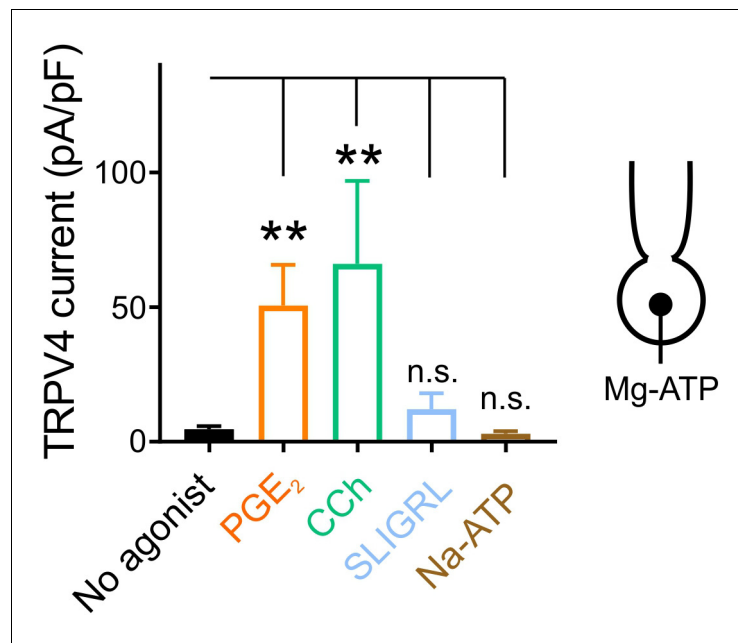 TRPV4 current (pA/pF)
100
50
0
**
**
n.s.
n.s.
No agonist
PGE₂
CCh
SLIGRL
Na-ATP
Mg-ATP